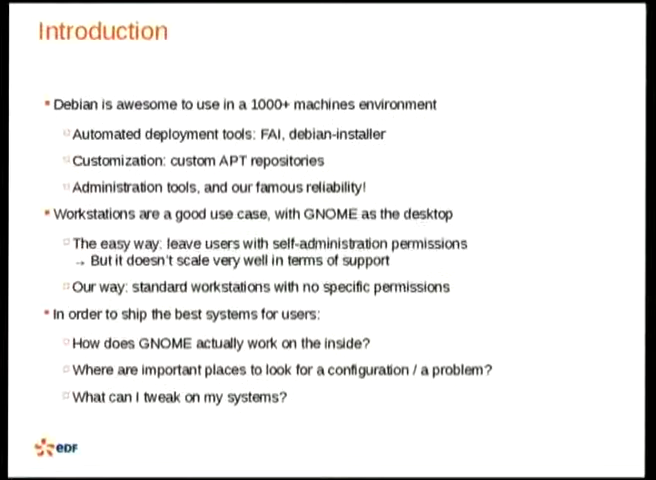 Introduction
Debian is awesome to use in a 1000+ machines environment
Automated deployment tools: FAI, debian-installer
Customization: custom APT repositories
Administration tools, and our famous reliability!
Workstations are a good use case, with GNOME as the desktop
The easy way: leave users with self-administration permissions
→ But it doesn't scale very well in terms of support
Our way: standard workstations with no specific permissions
In order to ship the best systems for users:
How does GNOME actually work on the inside?
Where are important places to look for a configuration / a problem?
What can I tweak on my systems?
eDF